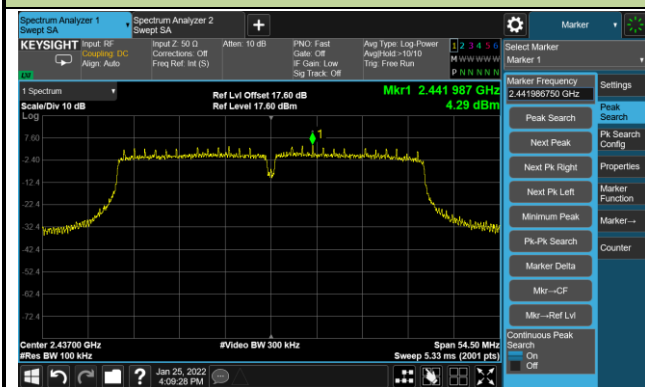 Spectrum Analyzer 1
Swept SA
Spectrum Analyzer 2
Swept SA
+
Marker
KEYSIGHT
Input: RF
Coupling: DC
Align: Auto
Input Z: 50 Ω
Corrections: Off
Freq Ref: Int (S)
Atten: 10 dB
PNO: Fast
Gate: Off
IF Gain: Low
Sig Track: Off
Avg Type: Log-Power
Avg|Hold:>10/10
Trig: Free Run
1 2 3 4 5 6
M W W W W W
P N N N N N
Select Marker
Marker 1
1 Spectrum
Scale/Div 10 dB
Log
Ref Lvl Offset 17.60 dB
Ref Level 17.60 dBm
Mkr1 2.441 987 GHz
4.29 dBm
7.60
-2.40
-12.4
-22.4
-32.4
-42.4
-52.4
-62.4
-72.4
1
Center 2.43700 GHz
#Res BW 100 kHz
#Video BW 300 kHz
Span 54.50 MHz
Sweep 5.33 ms (2001 pts)
Marker Frequency
2.441986750 GHz
Peak Search
Next Peak
Next Pk Right
Next Pk Left
Minimum Peak
Pk-Pk Search
Marker Delta
Mkr→CF
Mkr→Ref Lvl
Continuous Peak
Search
On
Off
Settings
Peak
Search
Pk Search
Config
Properties
Marker
Function
Marker→
Counter
?
Jan 25, 2022
4:09:28 PM